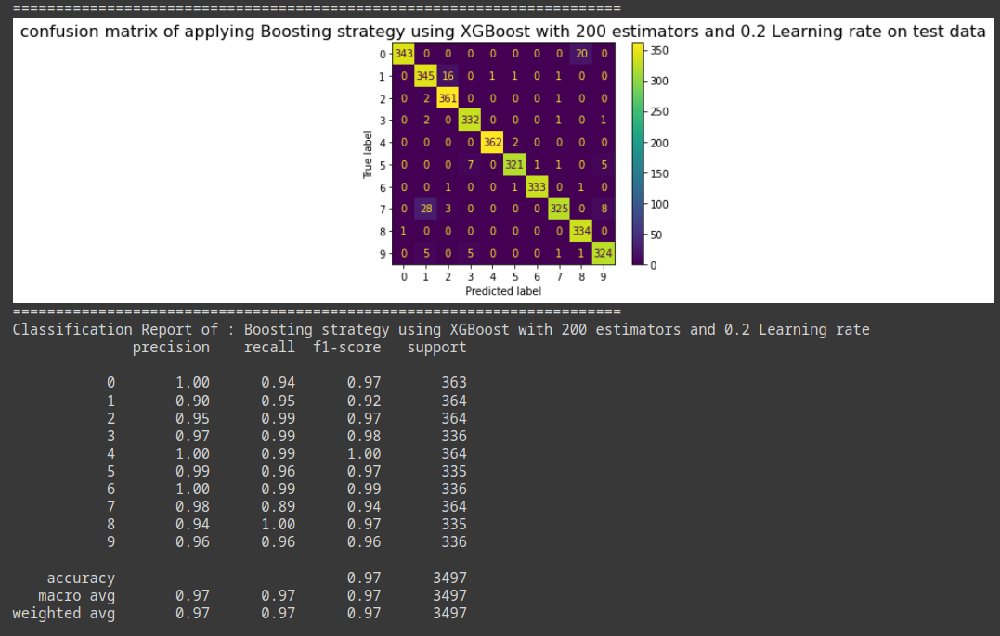 =======================================================================
confusion matrix of applying Boosting strategy using XGBoost with 200 estimators and 0.2 Learning rate on test data
True label
0 343 0 0 0 0 0 0 0 20 0
1 0 345 16 0 1 1 0 1 0 0
2 0 2 361 0 0 0 0 1 0 0
3 0 2 0 332 0 0 0 1 0 1
4 0 0 0 0 362 2 0 0 0 0
5 0 0 0 7 0 321 1 1 0 5
6 0 0 1 0 0 1 333 0 1 0
7 0 28 3 0 0 0 0 325 0 8
8 1 0 0 0 0 0 0 0 334 0
9 0 5 0 5 0 0 0 1 1 324
0 1 2 3 4 5 6 7 8 9
Predicted label
350
300
250
200
150
100
50
0
=======================================================================
Classification Report of : Boosting strategy using XGBoost with 200 estimators and 0.2 Learning rate
precision recall f1-score support
0 1.00 0.94 0.97 363
1 0.90 0.95 0.92 364
2 0.95 0.99 0.97 364
3 0.97 0.99 0.98 336
4 1.00 0.99 1.00 364
5 0.99 0.96 0.97 335
6 1.00 0.99 0.99 336
7 0.98 0.89 0.94 364
8 0.94 1.00 0.97 335
9 0.96 0.96 0.96 336
accuracy 0.97 3497
macro avg 0.97 0.97 0.97 3497
weighted avg 0.97 0.97 0.97 3497